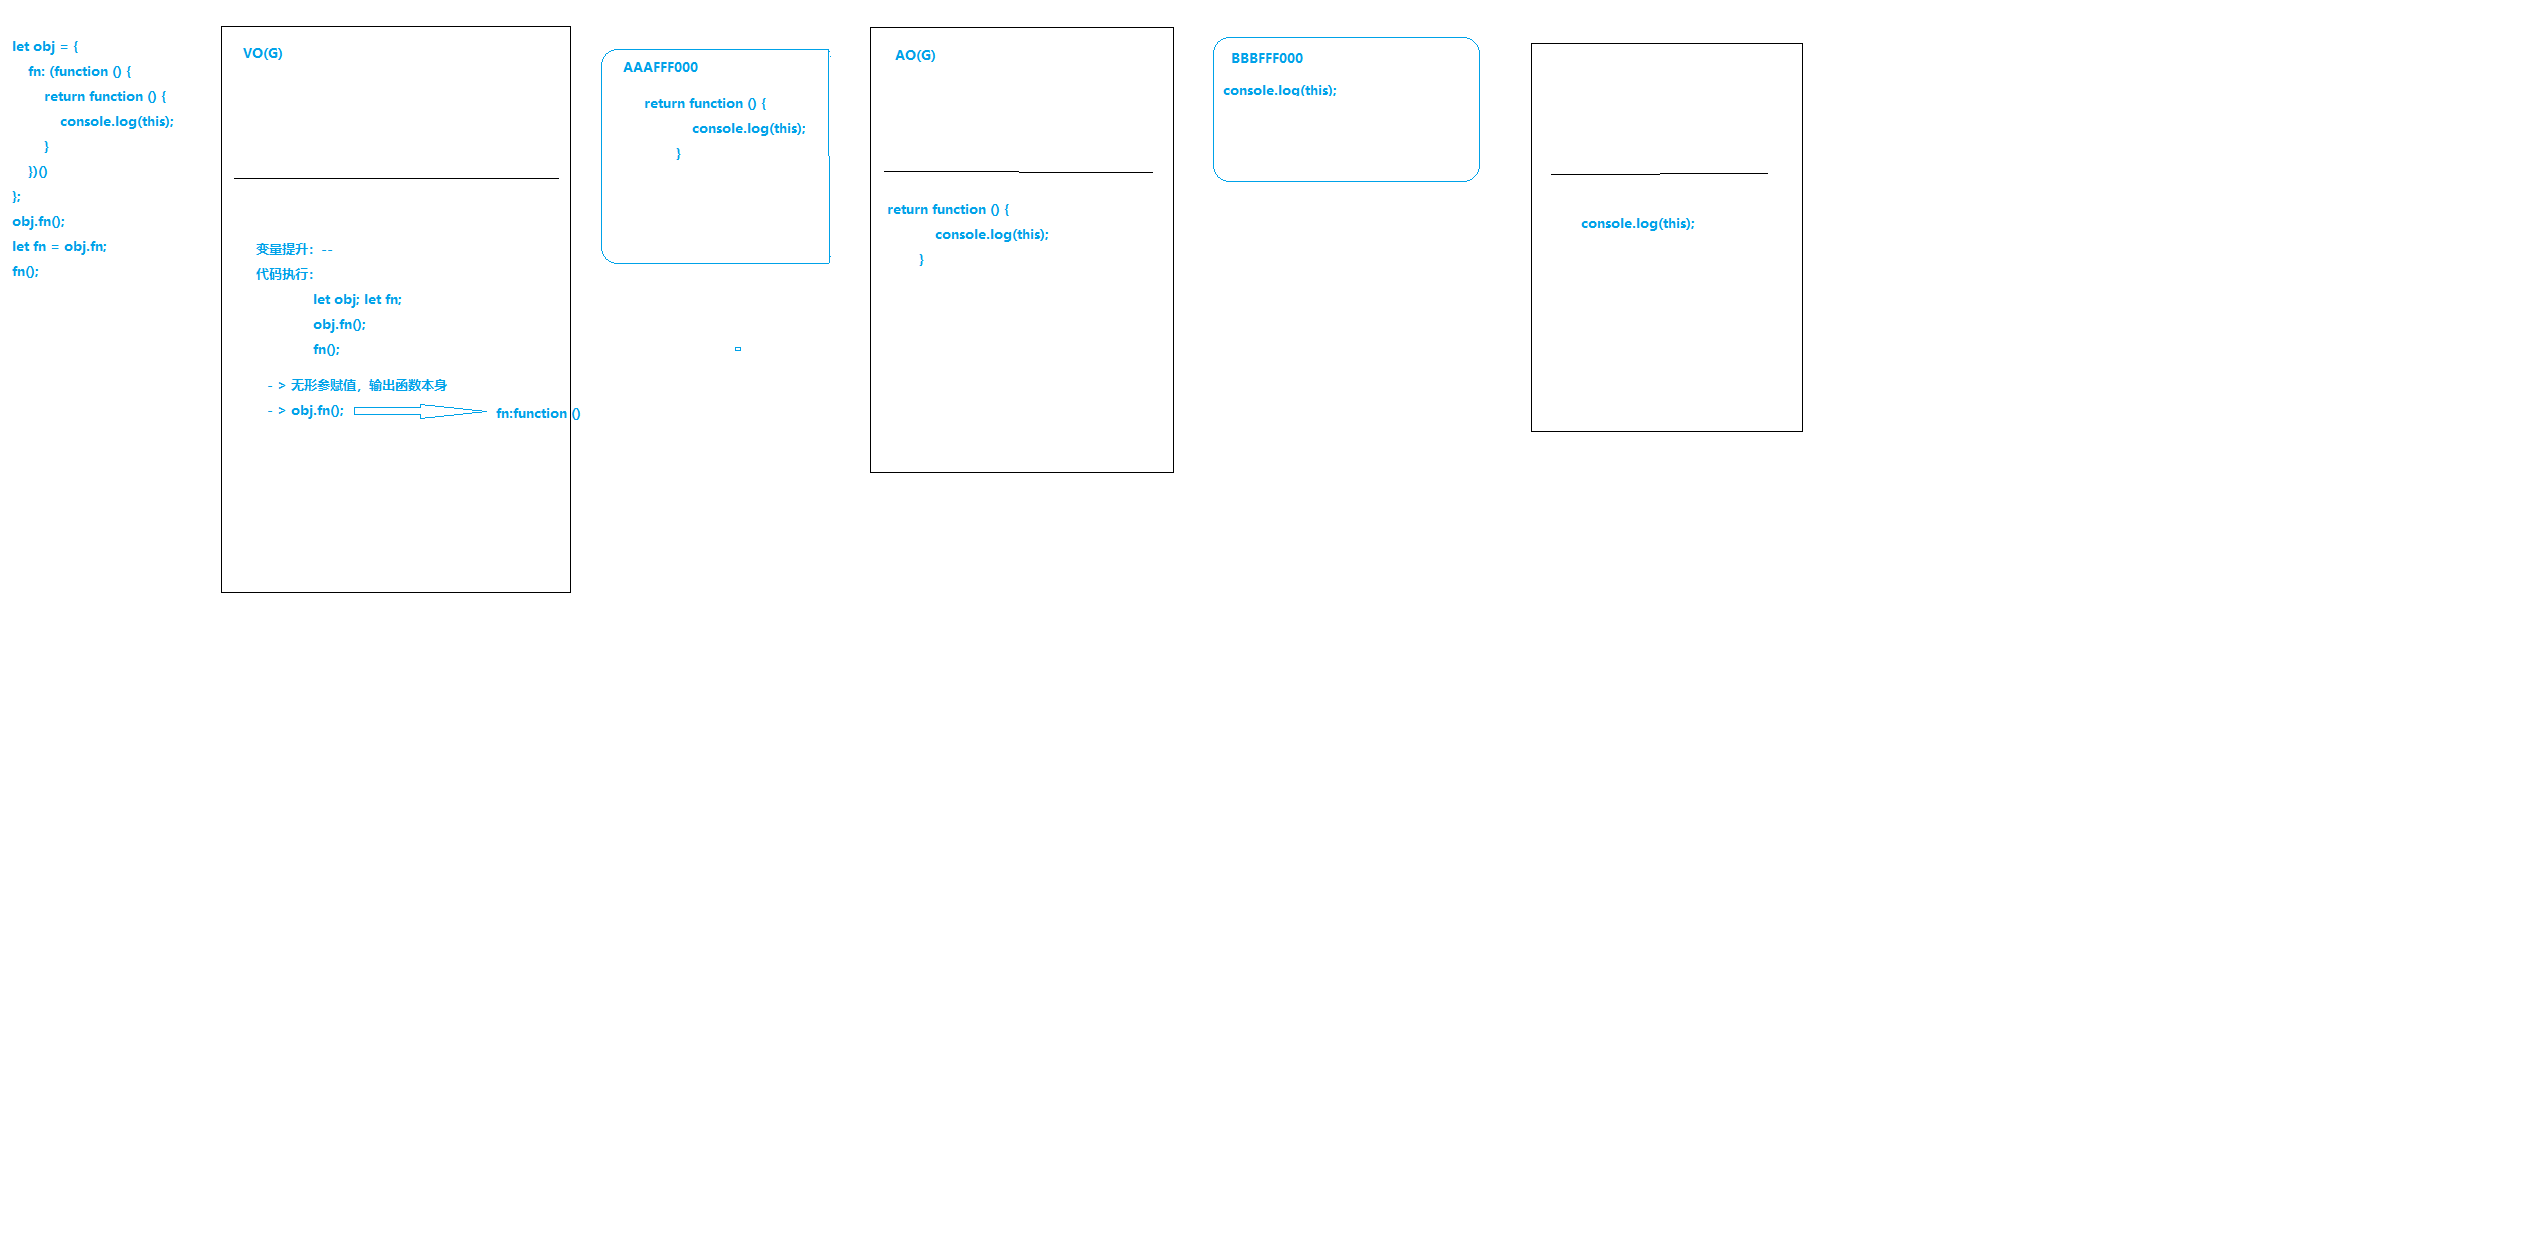 let obj = {
fn: (function () {
return function () {
console.log(this);
}
})()
};
obj.fn();
let fn = obj.fn;
fn();
VO(G)
变量提升：--
代码执行：
let obj; let fn;
obj.fn();
fn();
- > 无形参赋值，输出函数本身
- > obj.fn();
fn:function ()
AAAFFF000
return function () {
console.log(this);
}
AO(G)
return function () {
console.log(this);
}
BBBFFF000
console.log(this);
console.log(this);